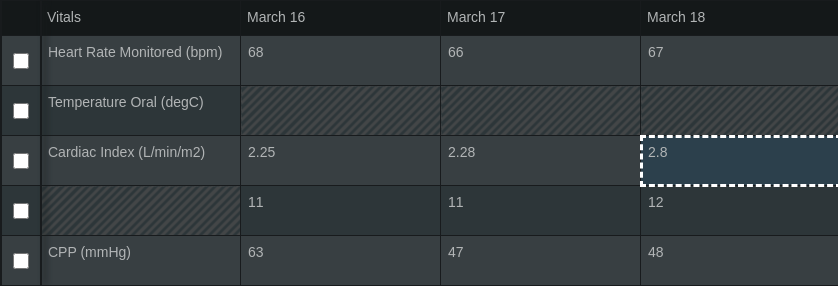 Vitals March 16 March 17 March 18
Heart Rate Monitored (bpm) 68 66 67
Temperature Oral (degC)
Cardiac Index (L/min/m2) 2.25 2.28 2.8
11 11 12
CPP (mmHg) 63 47 48